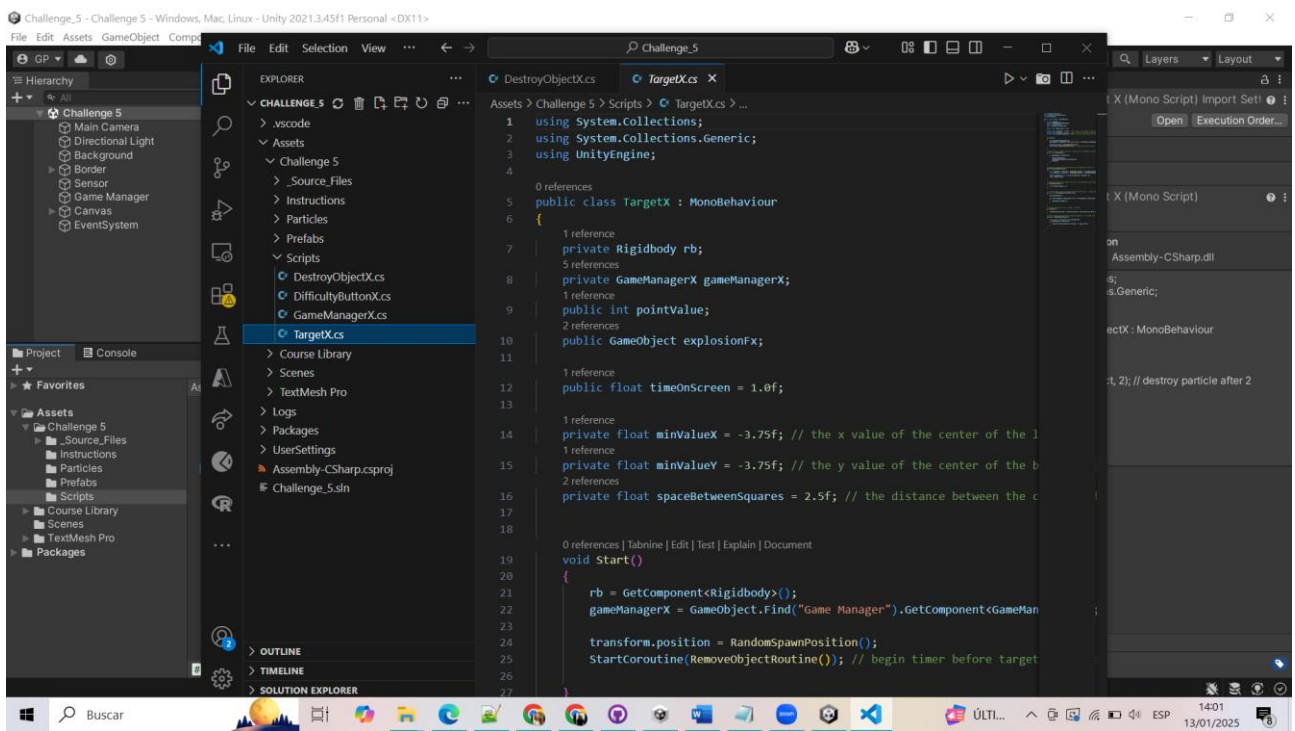 Challenge_5 - Challenge 5 - Windows, Mac, Linux - Unity 2021.3.45f1 Personal <DX11>
File Edit Assets GameObject Compo
GP
Layers
Layout
Hierarchy
All
Challenge 5
Main Camera
Directional Light
Background
Border
Sensor
Game Manager
Canvas
EventSystem
Project
Console
Favorites
As
Assets
Challenge 5
_Source_Files
Instructions
Particles
Prefabs
Scripts
Course Library
Scenes
TextMesh Pro
Packages
File Edit Selection View ...
Challenge_5
EXPLORER
CHALLENGE_5
.vscode
Assets
Challenge 5
_Source_Files
Instructions
Particles
Prefabs
Scripts
DestroyObjectX.cs
DifficultyButtonX.cs
GameManagerX.cs
TargetX.cs
Course Library
Scenes
TextMesh Pro
Logs
Packages
UserSettings
Assembly-CSharp.csproj
Challenge_5.sln
OUTLINE
TIMELINE
SOLUTION EXPLORER
2
DestroyObjectX.cs
TargetX.cs
Assets > Challenge 5 > Scripts > TargetX.cs > ...
1 using System.Collections;
2 using System.Collections.Generic;
3 using UnityEngine;
4
0 references
5 public class TargetX : MonoBehaviour
6 {
1 reference
7 private Rigidbody rb;
5 references
8 private GameManagerX gameManagerX;
1 reference
9 public int pointValue;
2 references
10 public GameObject explosionFx;
11
1 reference
12 public float timeOnScreen = 1.0f;
13
1 reference
14 private float minValueX = -3.75f; // the x value of the center of the l
1 reference
15 private float minValueY = -3.75f; // the y value of the center of the b
2 references
16 private float spaceBetweenSquares = 2.5f; // the distance between the c
17
18
0 references | Tabnine | Edit | Test | Explain | Document
19 void Start()
20 {
21 rb = GetComponent<Rigidbody>();
22 gameManagerX = GameObject.Find("Game Manager").GetComponent<GameMan
23
24 transform.position = RandomSpawnPosition();
25 StartCoroutine(RemoveObjectRoutine()); // begin timer before target
26
27 }
X (Mono Script) Import Sett
Open
Execution Order...
X (Mono Script)
on
Assembly-CSharp.dll
s;
s.Generic;
ectX : MonoBehaviour
t, 2); // destroy particle after 2
Buscar
ÚLTI...
ESP
14:01
13/01/2025
8